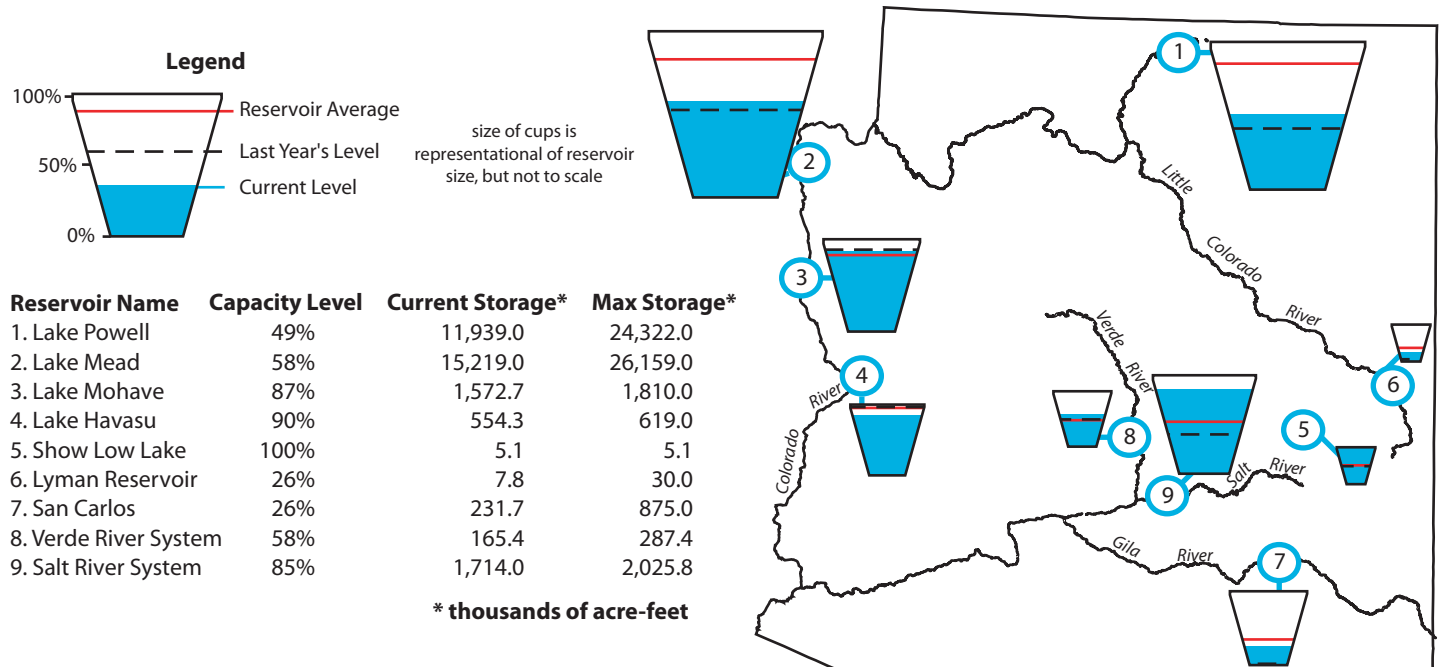 Legend
100%
50%
0%
Reservoir Average
Last Year's Level
Current Level
size of cups is
representational of reservoir
size, but not to scale
Reservoir Name Capacity Level Current Storage* Max Storage*
1. Lake Powell 49% 11,939.0 24,322.0
2. Lake Mead 58% 15,219.0 26,159.0
3. Lake Mohave 87% 1,572.7 1,810.0
4. Lake Havasu 90% 554.3 619.0
5. Show Low Lake 100% 5.1 5.1
6. Lyman Reservoir 26% 7.8 30.0
7. San Carlos 26% 231.7 875.0
8. Verde River System 58% 165.4 287.4
9. Salt River System 85% 1,714.0 2,025.8
* thousands of acre-feet
1
2
3
4
5
6
7
8
9
Little
Colorado
River
Verde
River
Colorado
River
Salt
River
Gila
River